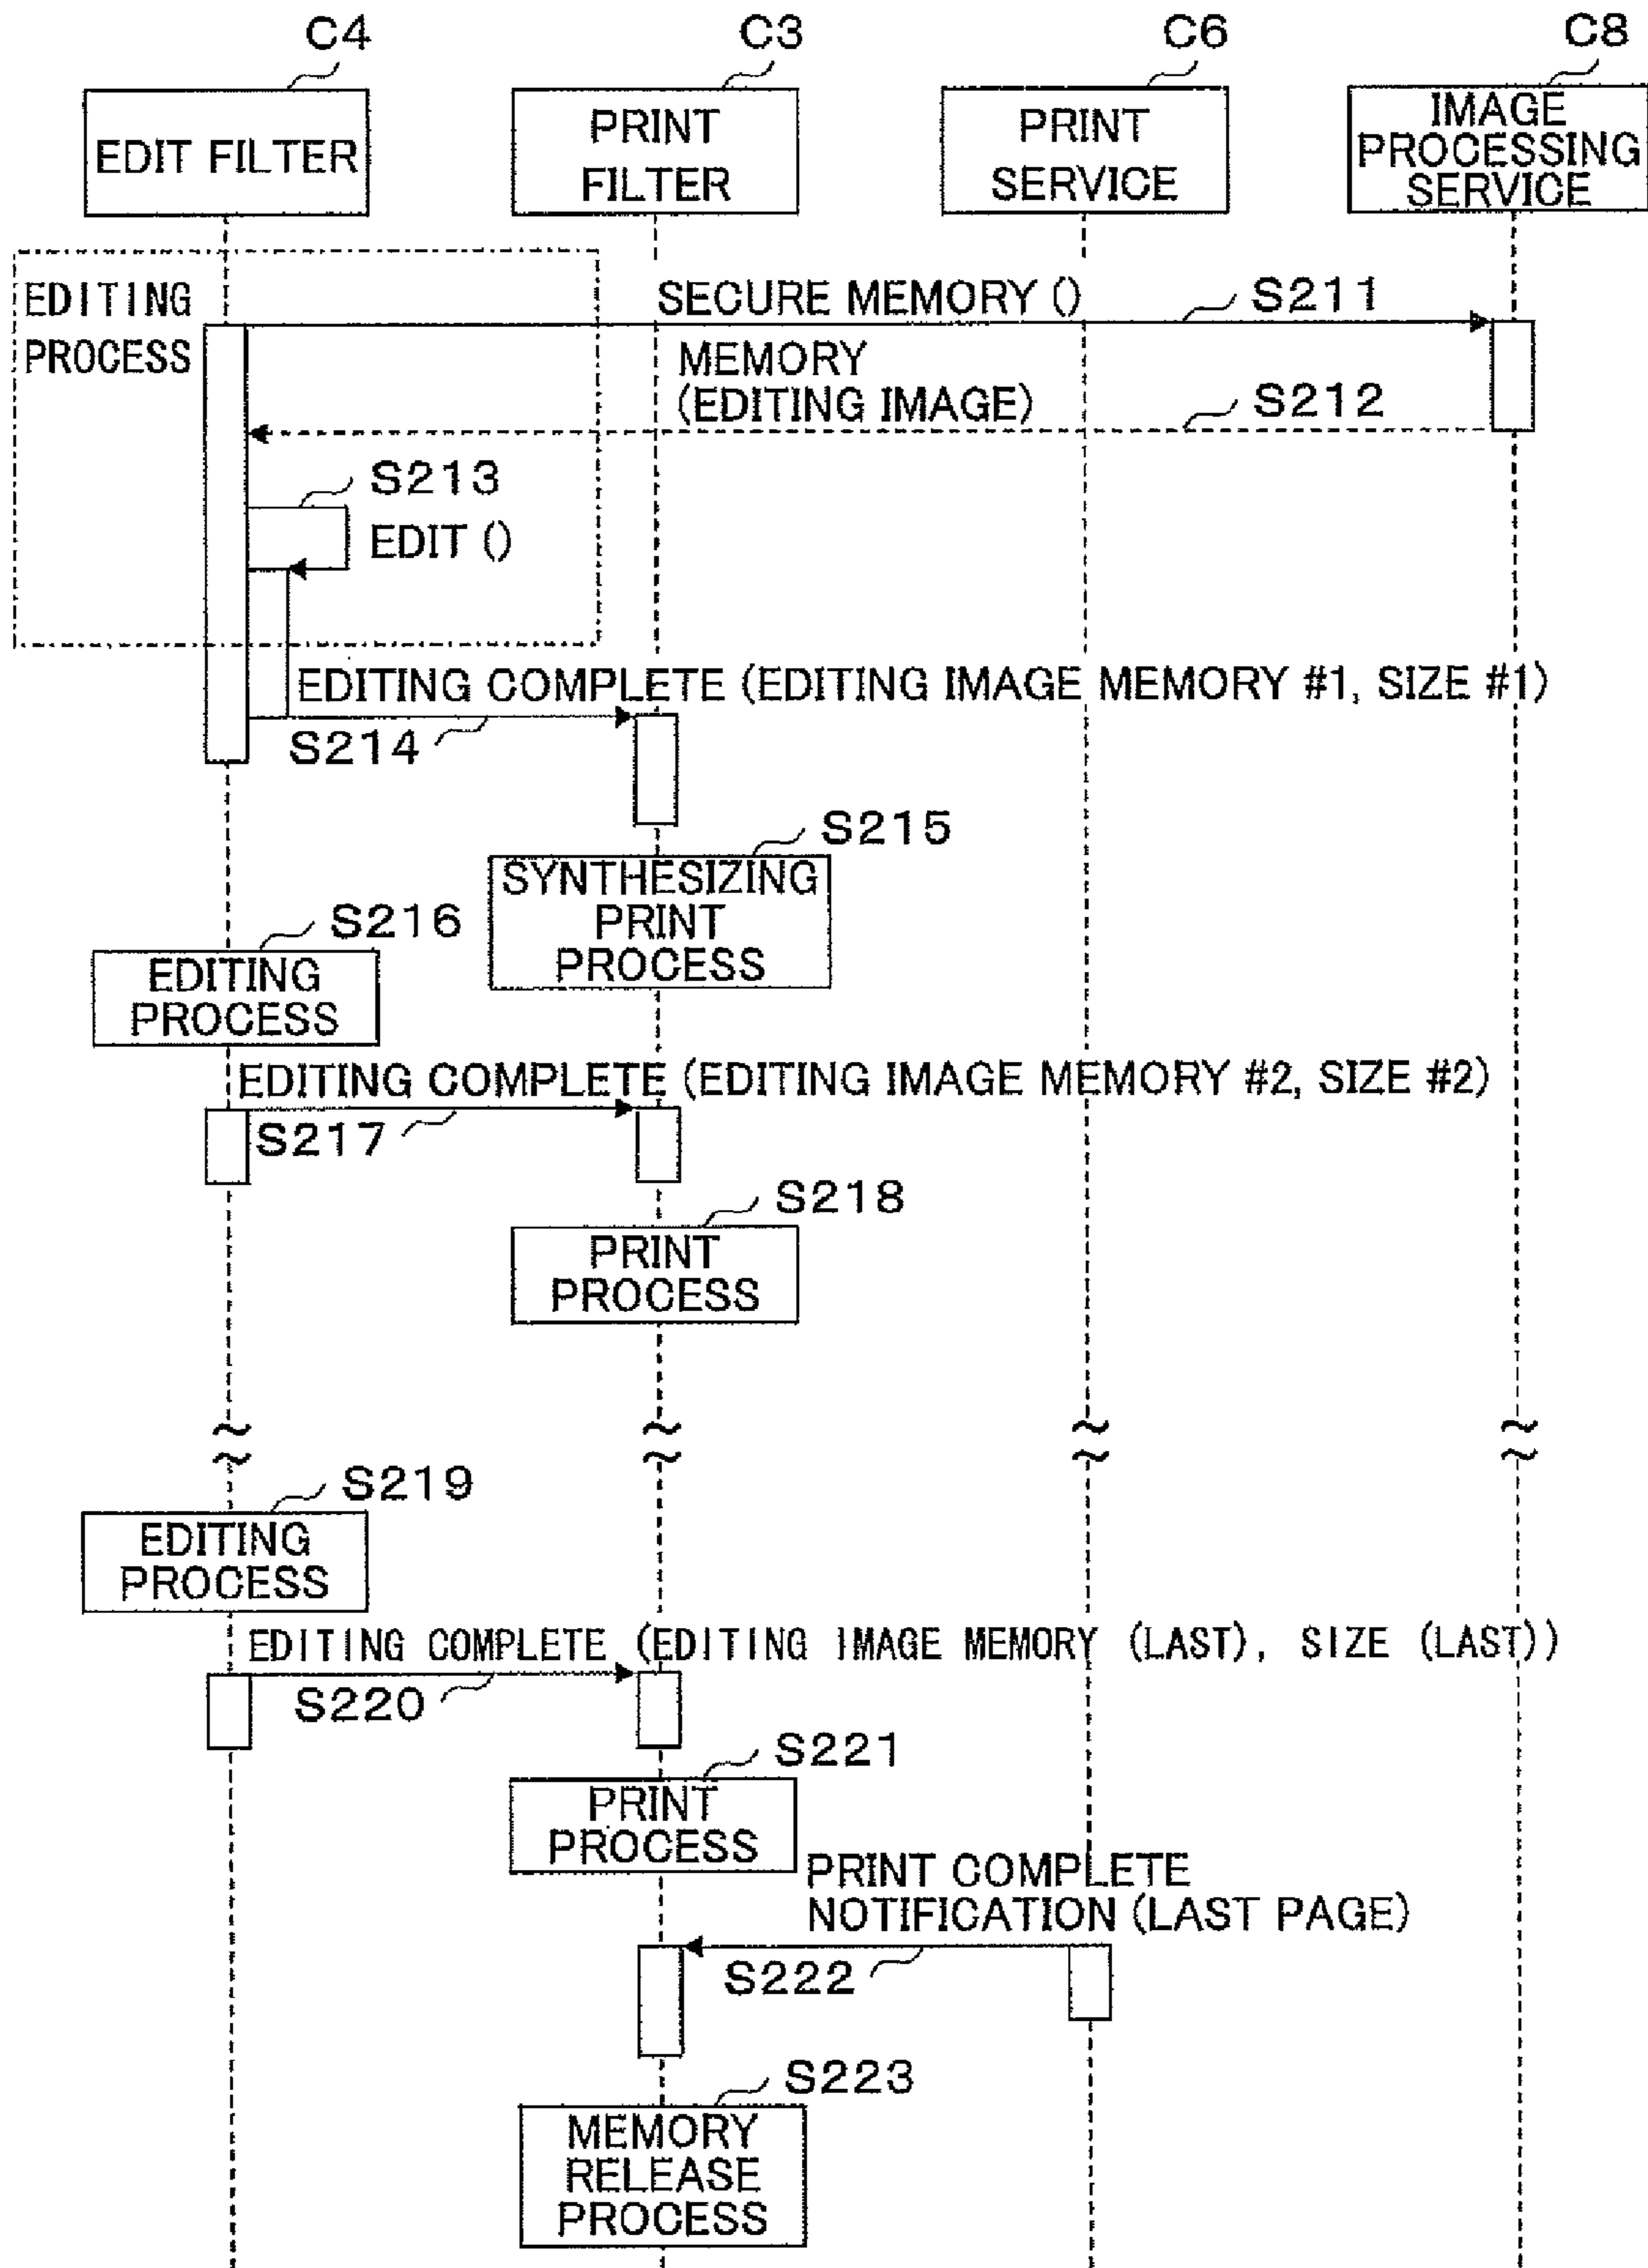 C4
C3
C6
C8
EDIT FILTER
PRINT
FILTER
PRINT
SERVICE
IMAGE
PROCESSING
SERVICE
EDITING
PROCESS
SECURE MEMORY ()
S211
MEMORY
(EDITING IMAGE)
S212
S213
EDIT ()
EDITING COMPLETE (EDITING IMAGE MEMORY #1, SIZE #1)
S214
S215
SYNTHESIZING
PRINT
PROCESS
S216
EDITING
PROCESS
EDITING COMPLETE (EDITING IMAGE MEMORY #2, SIZE #2)
S217
S218
PRINT
PROCESS
S219
EDITING
PROCESS
EDITING COMPLETE (EDITING IMAGE MEMORY (LAST), SIZE (LAST))
S220
S221
PRINT
PROCESS
PRINT COMPLETE
NOTIFICATION (LAST PAGE)
S222
S223
MEMORY
RELEASE
PROCESS